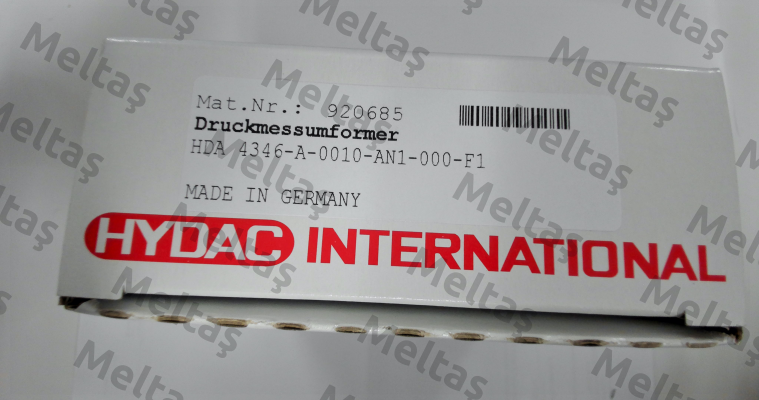 Mat.Nr.: 920685
Druckmessumformer
HDA 4346-A-0010-AN1-000-F1
MADE IN GERMANY
HYDAC INTERNATIONAL
Meltaş